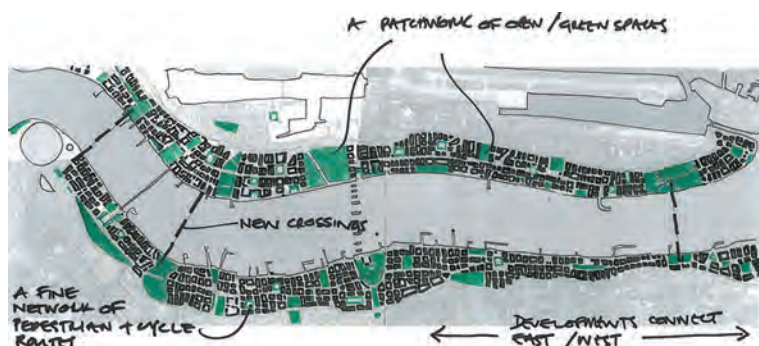 A PATCHWORK OF OPEN / GREEN SPACES
NEW CROSSINGS
A FINE
NETWORK OF
PEDESTRIAN + CYCLE
ROUTES
DEVELOPMENTS CONNECT
EAST / WEST